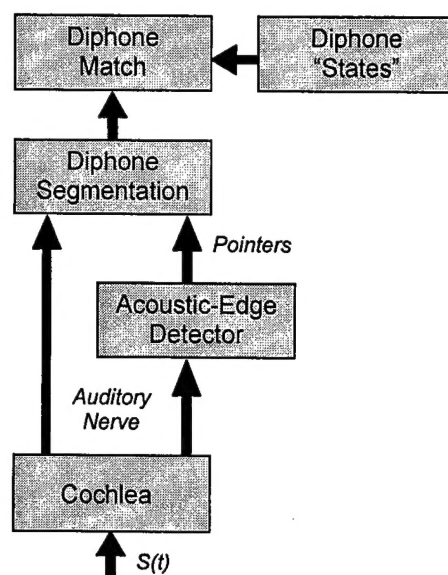 Diphone
Match
Diphone
“States”
Diphone
Segmentation
Pointers
Acoustic-Edge
Detector
Auditory
Nerve
Cochlea
S(t)